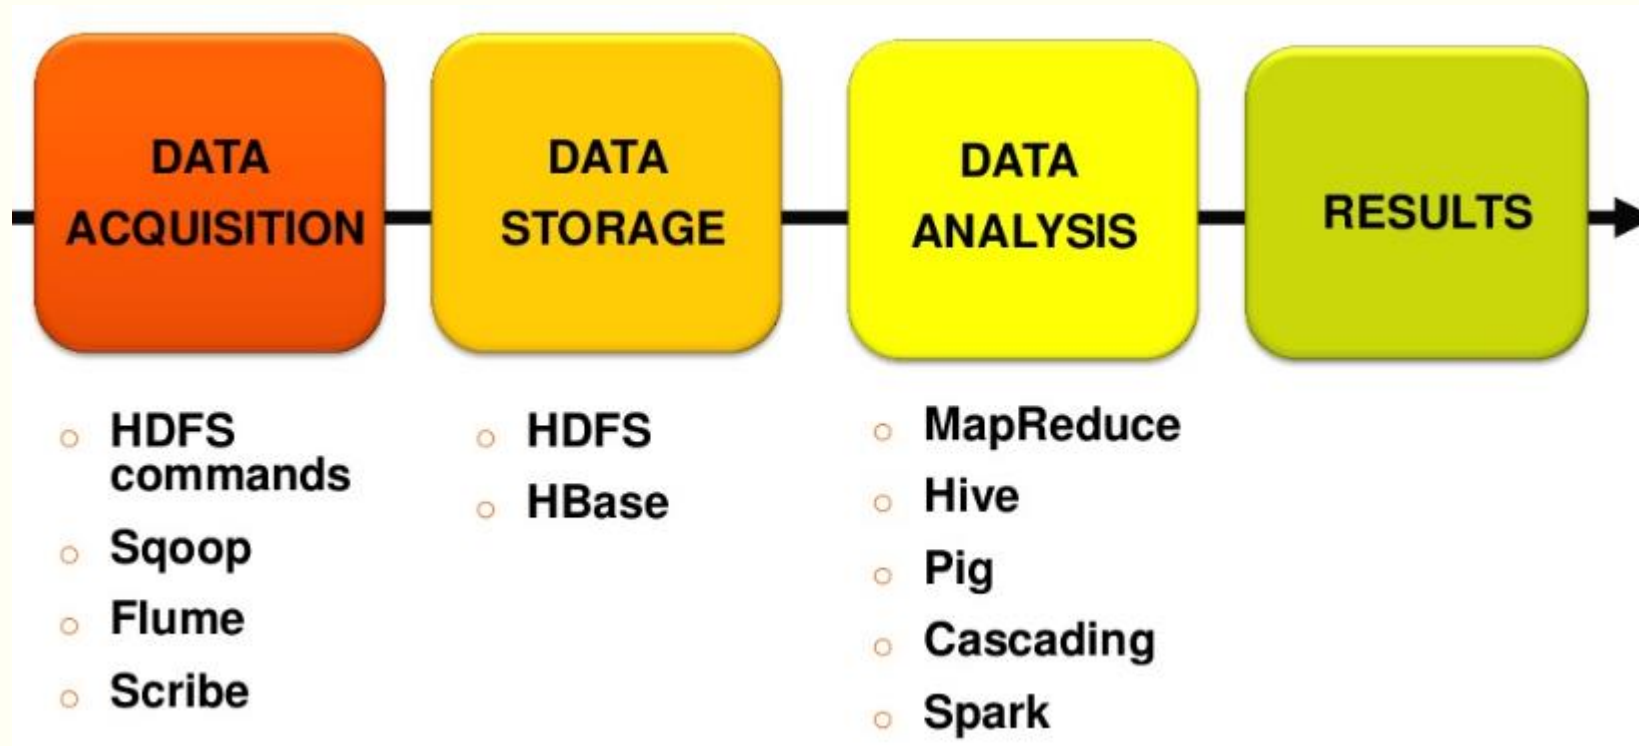 DATA
ACQUISITION
DATA
STORAGE
DATA
ANALYSIS
RESULTS
HDFS
commands
Sqoop
Flume
Scribe
HDFS
HBase
MapReduce
Hive
Pig
Cascading
Spark